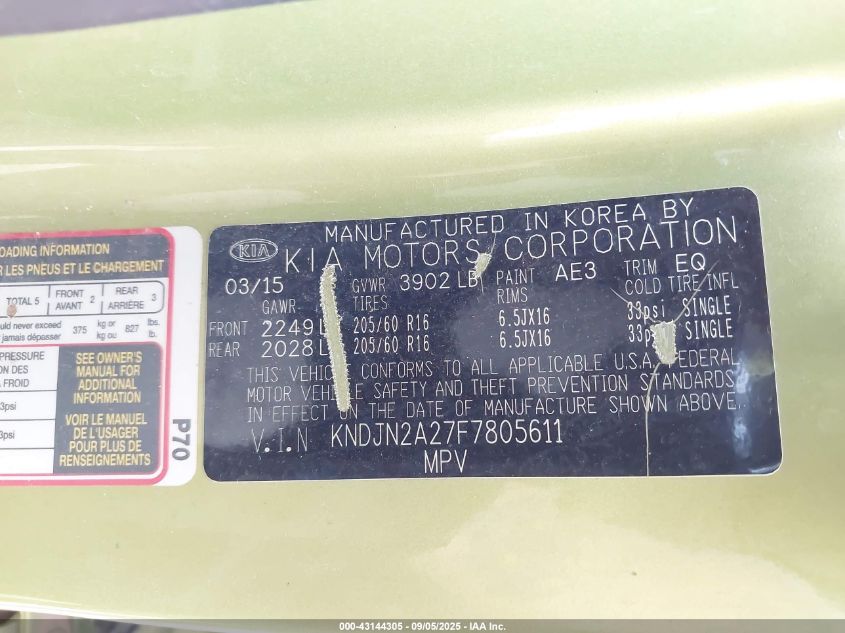 OADING INFORMATION
R LES PNEUS ET LE CHARGEMENT
TOTAL 5
FRONT AVANT 2
REAR ARRIÈRE 3
ould never exceed
jamais dépasser
375
kg or
kg ou
827
lbs.
lb.
PRESSURE
ON DES
A FROID
3psi
3psi
SEE OWNER'S
MANUAL FOR
ADDITIONAL
INFORMATION
VOIR LE MANUEL
DE L'USAGER
POUR PLUS DE
RENSEIGNEMENTS
P70
KIA
MANUFACTURED IN KOREA BY
KIA MOTORS CORPORATION
03/15 GVWR 3902 LB PAINT AE3 TRIM EQ
GAWR TIRES RIMS COLD TIRE INFL
FRONT 2249 L 205/60 R16 6.5JX16 33psi SINGLE
REAR 2028 L 205/60 R16 6.5JX16 33psi SINGLE
THIS VEHICLE CONFORMS TO ALL APPLICABLE U.S.A FEDERAL
MOTOR VEHICLE SAFETY AND THEFT PREVENTION STANDARDS
IN EFFECT ON THE DATE OF MANUFACTURE SHOWN ABOVE.
V.I.N KNDJN2A27F7805611
MPV
000-43144305 - 09/05/2025 - IAA Inc.